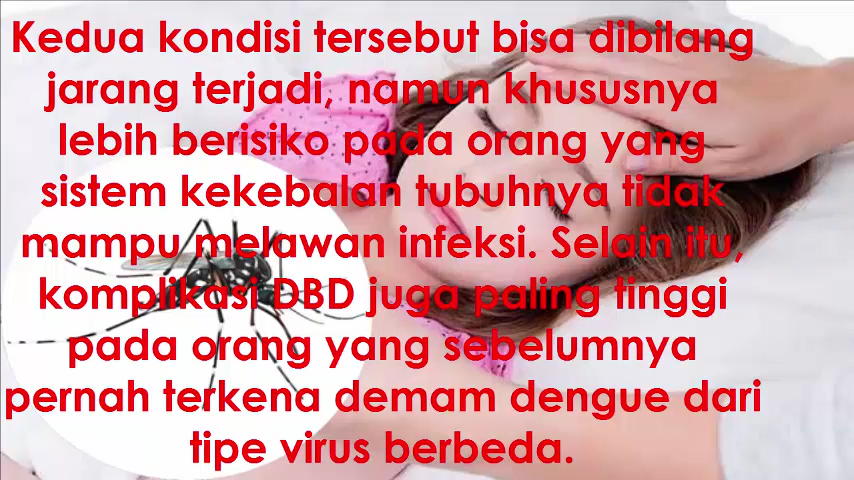 Kedua kondisi tersebut bisa dibilang
jarang terjadi, namun khususnya
lebih berisiko pada orang yang
sistem kekebalan tubuhnya tidak
mampu melawan infeksi. Selain itu,
komplikasi DBD juga paling tinggi
pada orang yang sebelumnya
pernah terkena demam dengue dari
tipe virus berbeda.